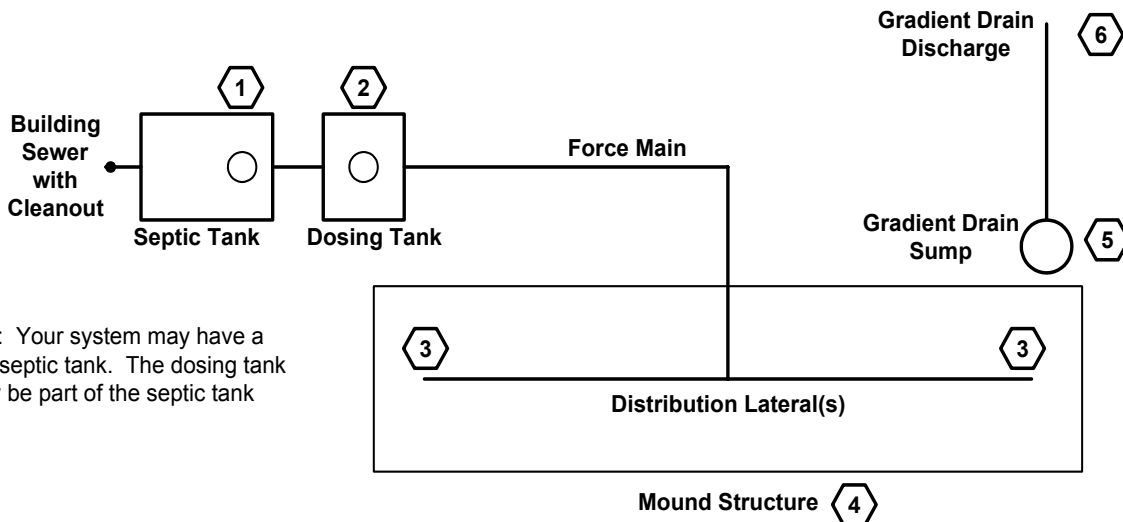 Gradient Drain
Discharge
6
1
2
Building
Sewer
with
Cleanout
Force Main
Septic Tank
Dosing Tank
Gradient Drain
Sump
5
: Your system may have a
septic tank. The dosing tank
be part of the septic tank
3
3
Distribution Lateral(s)
Mound Structure
4